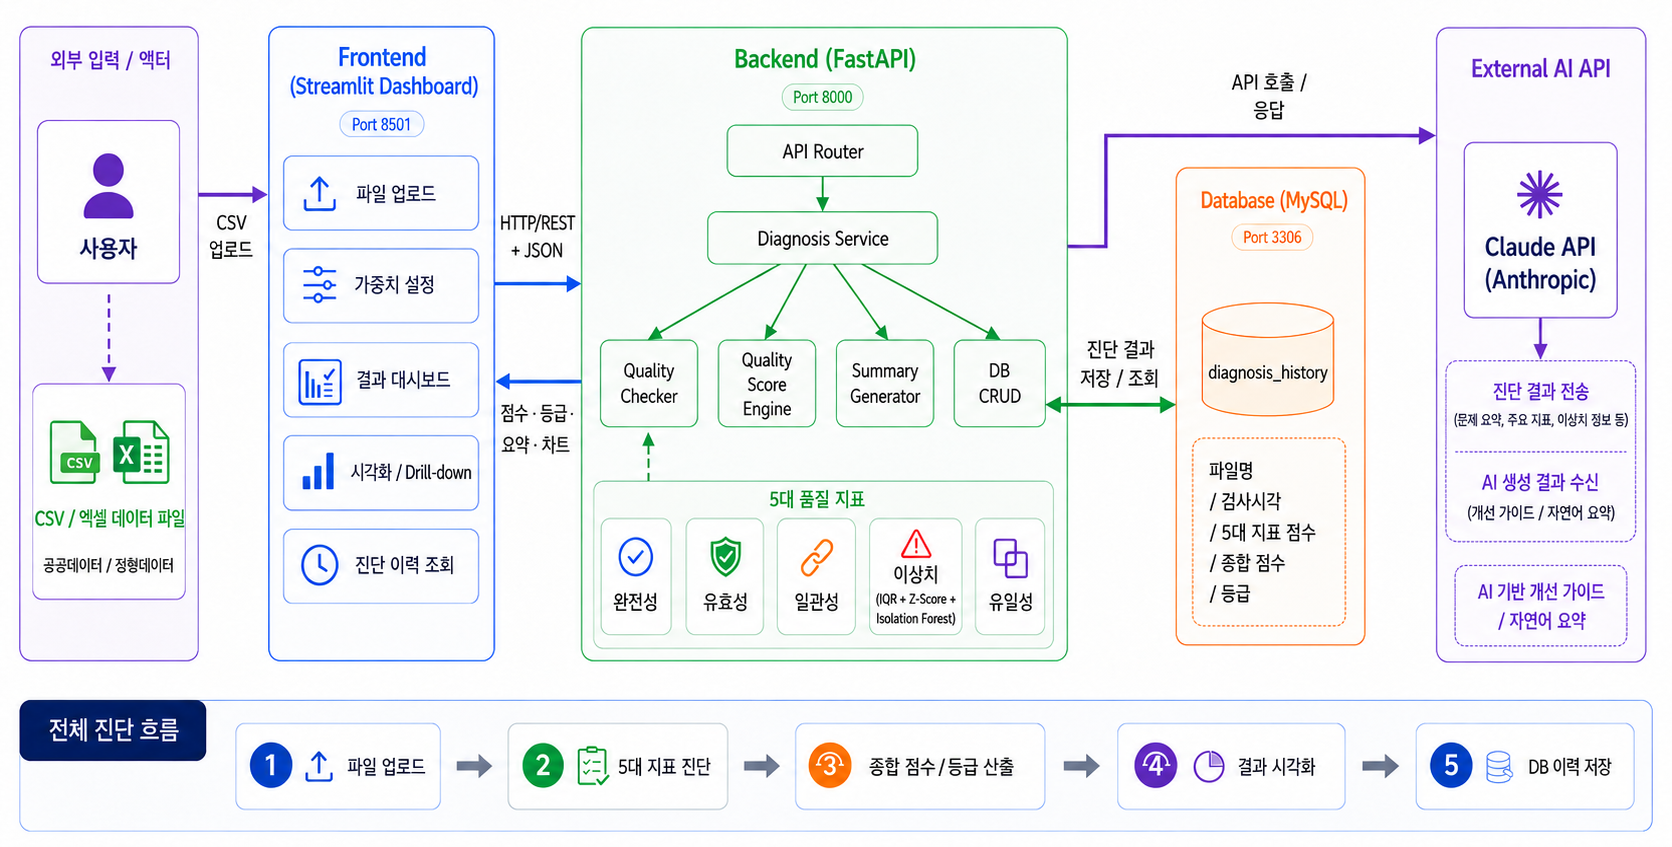 외부 입력 / 액터
사용자
CSV
CSV / 엑셀 데이터 파일
공공데이터 / 정형데이터
CSV
업로드
Frontend
(Streamlit Dashboard)
Port 8501
파일 업로드
가중치 설정
결과 대시보드
시각화 / Drill-down
진단 이력 조회
HTTP/REST
+ JSON
점수 · 등급 ·
요약 · 차트
Backend (FastAPI)
Port 8000
API Router
Diagnosis Service
Quality
Checker
Quality
Score
Engine
Summary
Generator
DB
CRUD
5대 품질 지표
완전성
유효성
일관성
이상치
(IQR + Z-Score +
Isolation Forest)
유일성
API 호출 /
응답
진단 결과
저장 / 조회
Database (MySQL)
Port 3306
diagnosis_history
파일명
/ 검사시각
/ 5대 지표 점수
/ 종합 점수
/ 등급
External AI API
Claude API
(Anthropic)
진단 결과 전송
(문제 요약, 주요 지표, 이상치 정보 등)
AI 생성 결과 수신
(개선 가이드 / 자연어 요약)
AI 기반 개선 가이드
/ 자연어 요약
전체 진단 흐름
1 파일 업로드
2 5대 지표 진단
3 종합 점수 / 등급 산출
4 결과 시각화
5 DB 이력 저장